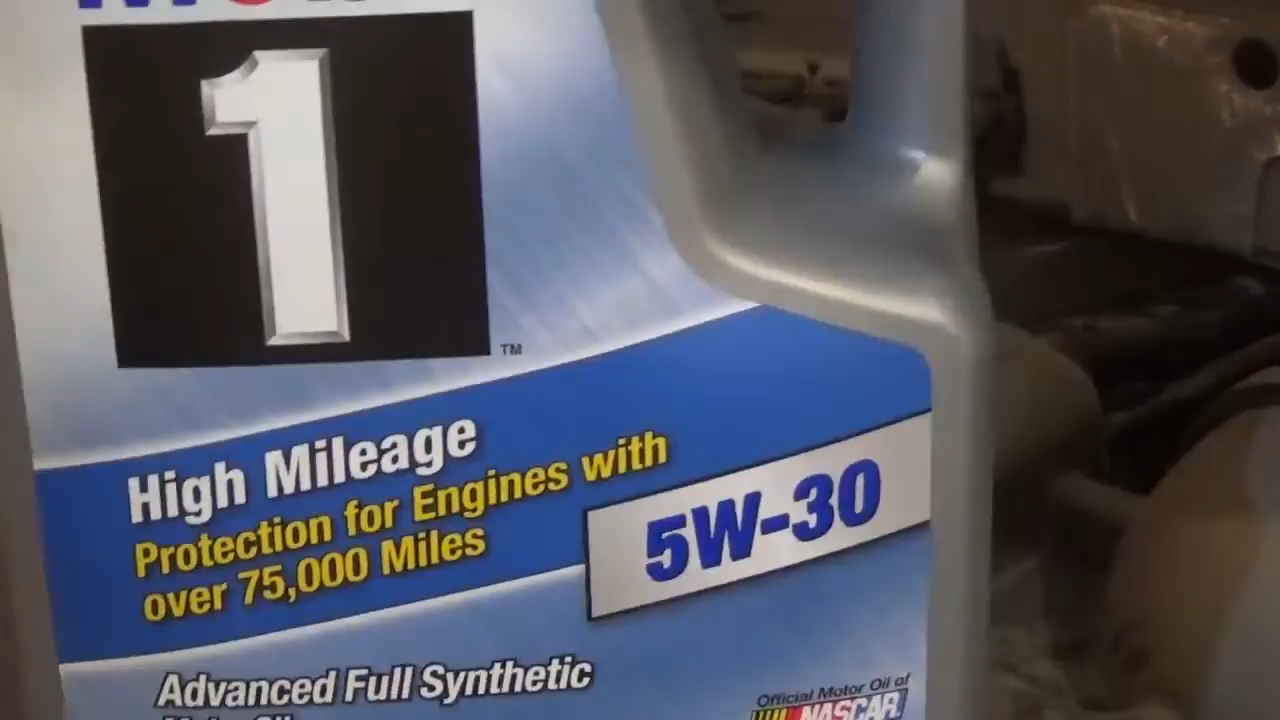 1
TM
High Mileage
Protection for Engines with
over 75,000 Miles
5W-30
Advanced Full Synthetic
Official Motor Oil of
NASCAR